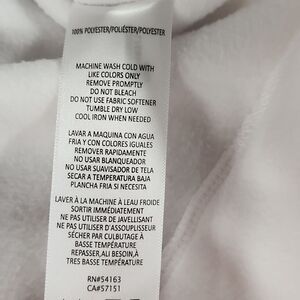 100% POLYESTER/POLIÉSTER/POLYESTER
MACHINE WASH COLD WITH
LIKE COLORS ONLY
REMOVE PROMPTLY
DO NOT BLEACH
DO NOT USE FABRIC SOFTENER
TUMBLE DRY LOW
COOL IRON WHEN NEEDED
LAVAR A MAQUINA CON AGUA
FRIA Y CON COLORES IGUALES
REMOVER RAPIDAMENTE
NO USAR BLANQUEADOR
NO USAR SUAVISADOR DE TELA
SECAR A TEMPERATURA BAJA
PLANCHA FRIA SI NECESITA
LAVER À LA MACHINE À LEAU FROIDE
SORTIR IMMÉDIATEMENT
NE PAS UTILISER DE JAVELLISANT
NE PAS UTILISER D'ASSOUPLISSEUR
SÉCHER PAR CULBUTAGE À
BASSE TEMPÉRATURE
REPASSER,ALI BESOIN,À
TRES BASSE TEMPÉRATURE
RN#54163
CA#57151